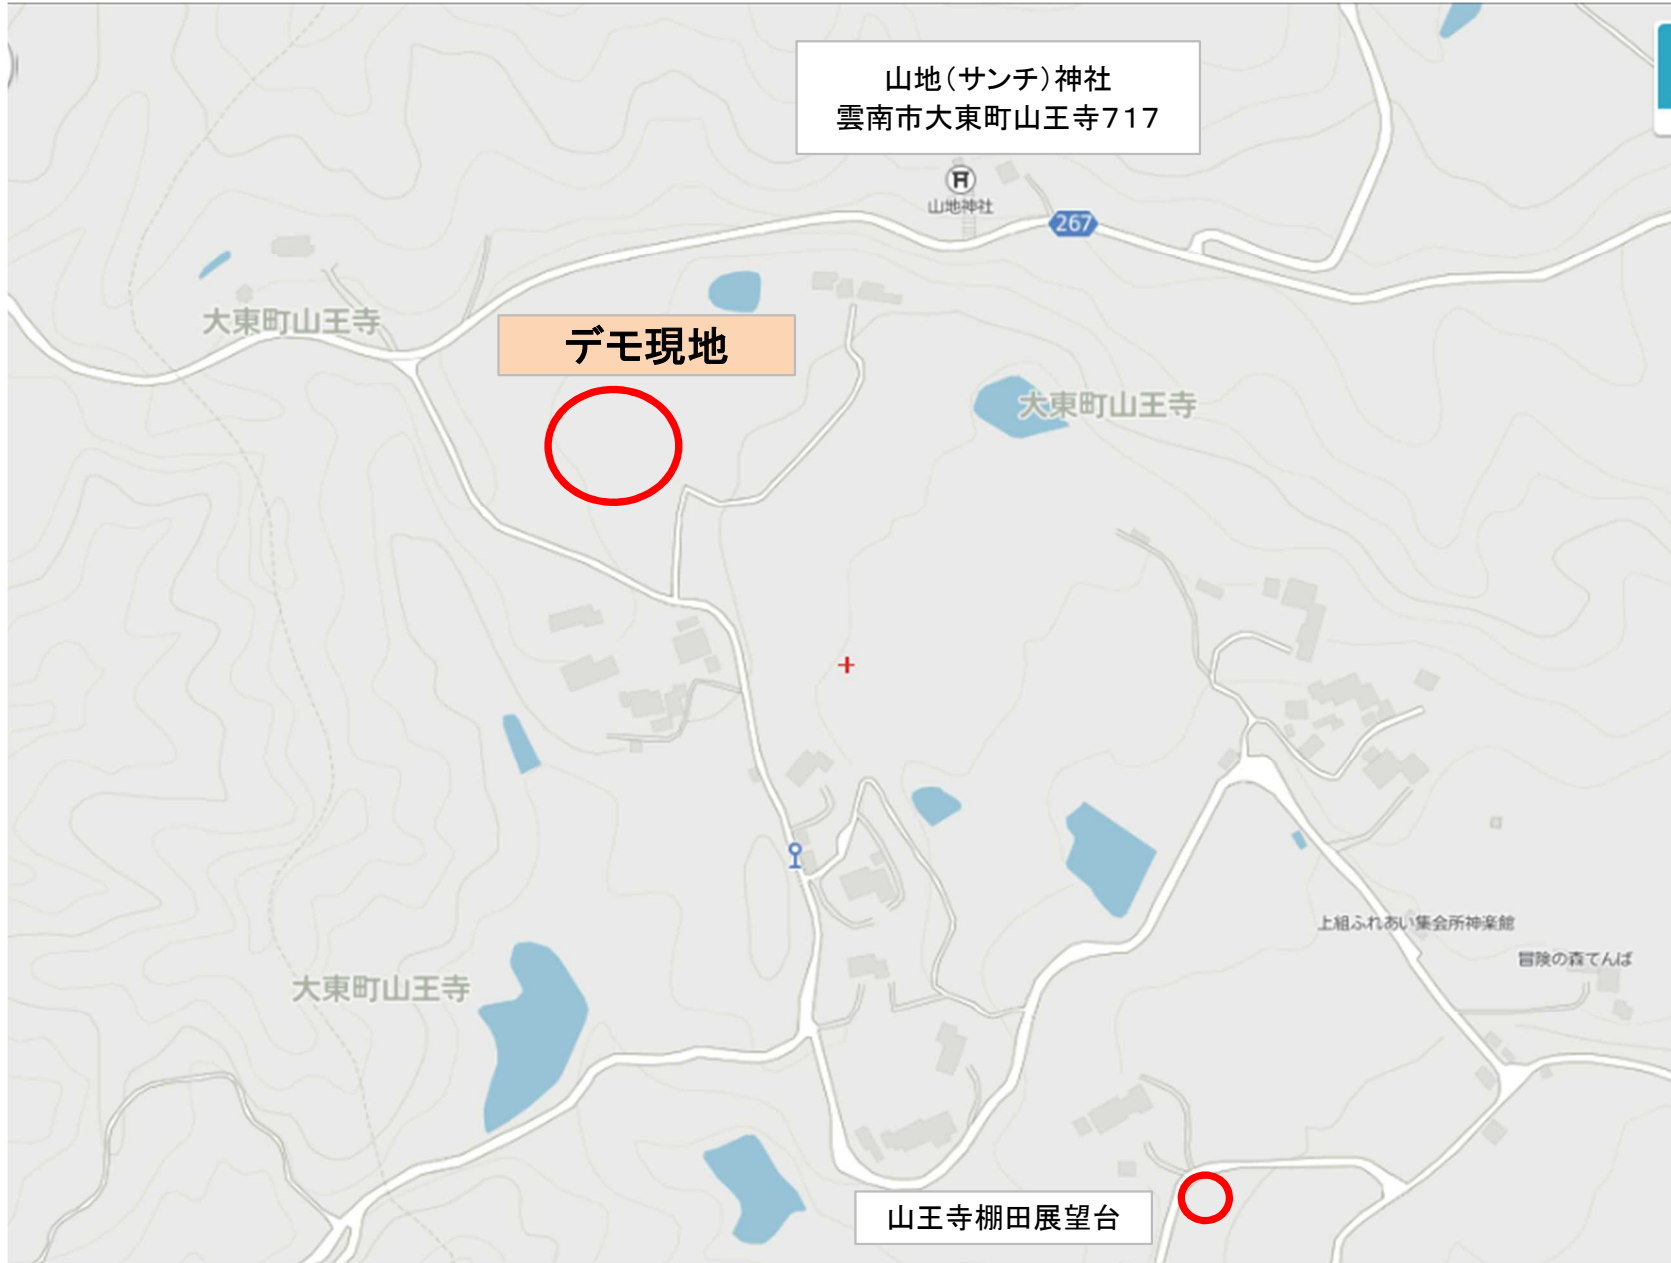 山地（サンチ）神社
雲南市大東町山王寺７１７
山地神社
267
大東町山王寺
デモ現地
大東町山王寺
上組ふれあい集会所神楽館
冒険の森てんば
大東町山王寺
山王寺棚田展望台